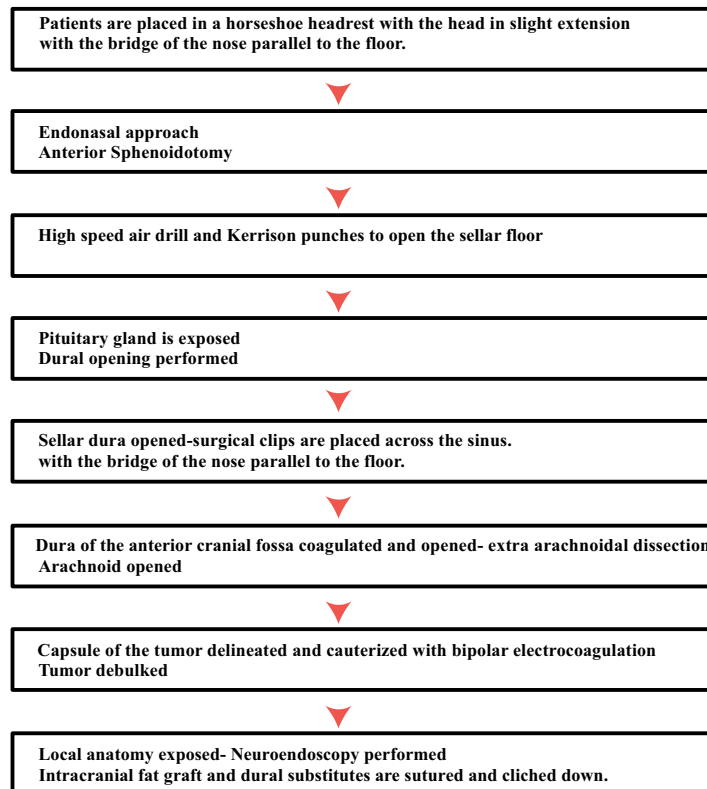 Patients are placed in a horseshoe headrest with the head in slight extension
with the bridge of the nose parallel to the floor.
Endonasal approach
Anterior Sphenoidotomy
High speed air drill and Kerrison punches to open the sellar floor
Pituitary gland is exposed
Dural opening performed
Sellar dura opened-surgical clips are placed across the sinus.
with the bridge of the nose parallel to the floor.
Dura of the anterior cranial fossa coagulated and opened- extra arachnoidal dissection
Arachnoid opened
Capsule of the tumor delineated and cauterized with bipolar electrocoagulation
Tumor debulked
Local anatomy exposed- Neuroendoscopy performed
Intracranial fat graft and dural substitutes are sutured and cliched down.